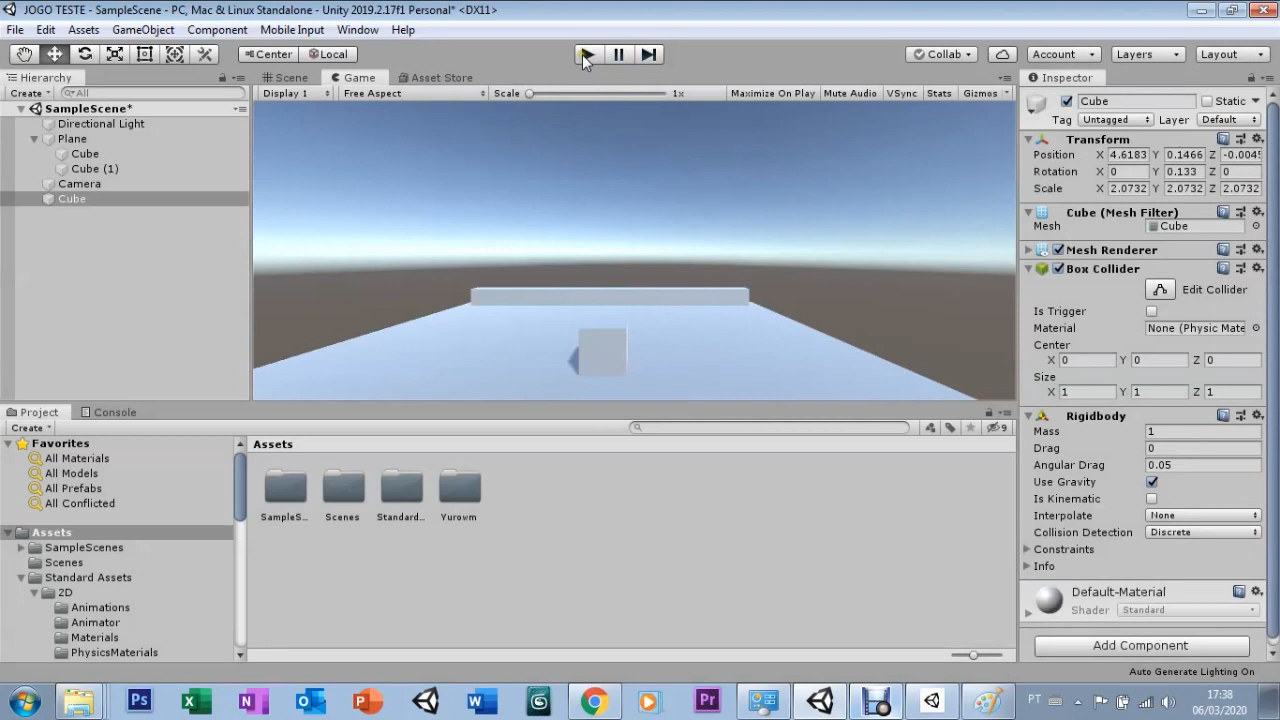 JOGO TESTE - SampleScene - PC, Mac & Linux Standalone - Unity 2019.2.17f1 Personal* <DX11>
File Edit Assets GameObject Component Mobile Input Window Help
Center Local Collab Account Layers Layout
Hierarchy
Create All
SampleScene*
Directional Light
Plane
Cube
Cube (1)
Camera
Cube
Scene Game Asset Store
Display 1 Free Aspect Scale 1x Maximize On Play Mute Audio VSync Stats Gizmos
Inspector
Cube Static
Tag Untagged Layer Default
Transform
Position X 4.6183 Y 0.1466 Z -0.0045
Rotation X 0 Y 0.133 Z 0
Scale X 2.0732 Y 2.0732 Z 2.0732
Cube (Mesh Filter)
Mesh Cube
Mesh Renderer
Box Collider
Edit Collider
Is Trigger
Material None (Physic Mate
Center
X 0 Y 0 Z 0
Size
X 1 Y 1 Z 1
Rigidbody
Mass 1
Drag 0
Angular Drag 0.05
Use Gravity
Is Kinematic
Interpolate None
Collision Detection Discrete
Constraints
Info
Default-Material
Shader Standard
Add Component
Auto Generate Lighting On
Project Console
Create 9
Favorites
All Materials
All Models
All Prefabs
All Conflicted
Assets
SampleScenes
Scenes
Standard Assets
2D
Animations
Animator
Materials
PhysicsMaterials
Assets
SampleS... Scenes Standard... Yurowm
Ps N W Pr
PT 17:38
06/03/2020